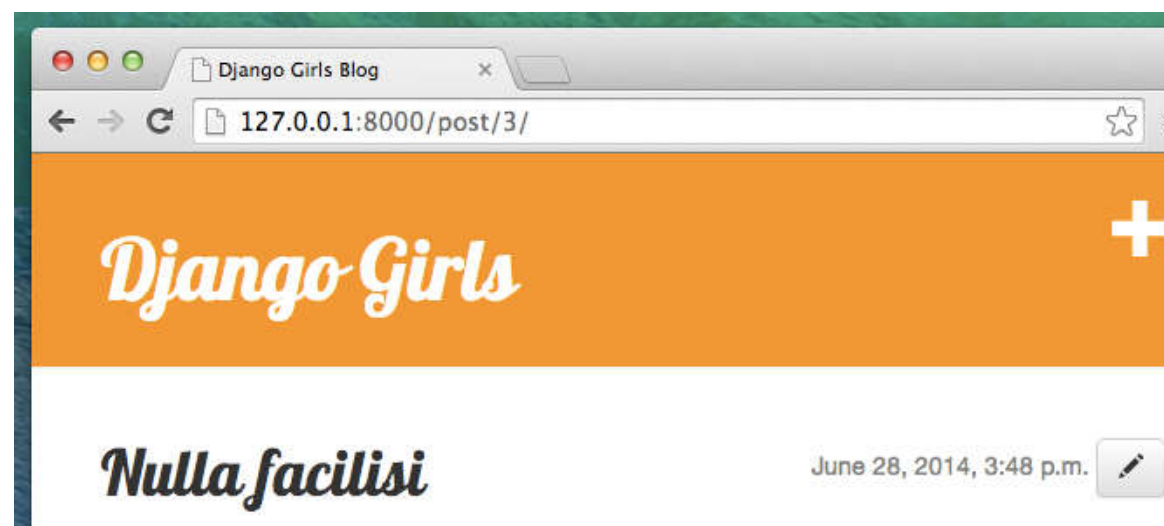 Django Girls Blog
127.0.0.1:8000/post/3/
Django Girls
Nulla facilisi
June 28, 2014, 3:48 p.m.